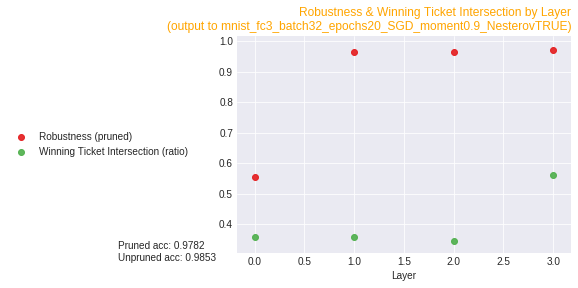 Robustness & Winning Ticket Intersection by Layer
(output to mnist_fc3_batch32_epochs20_SGD_moment0.9_NesterovTRUE)
1.0
0.9
0.8
0.7
0.6
0.5
0.4
Robustness (pruned)
Winning Ticket Intersection (ratio)
Pruned acc: 0.9782
Unpruned acc: 0.9853
0.0 0.5 1.0 1.5 2.0 2.5 3.0
Layer